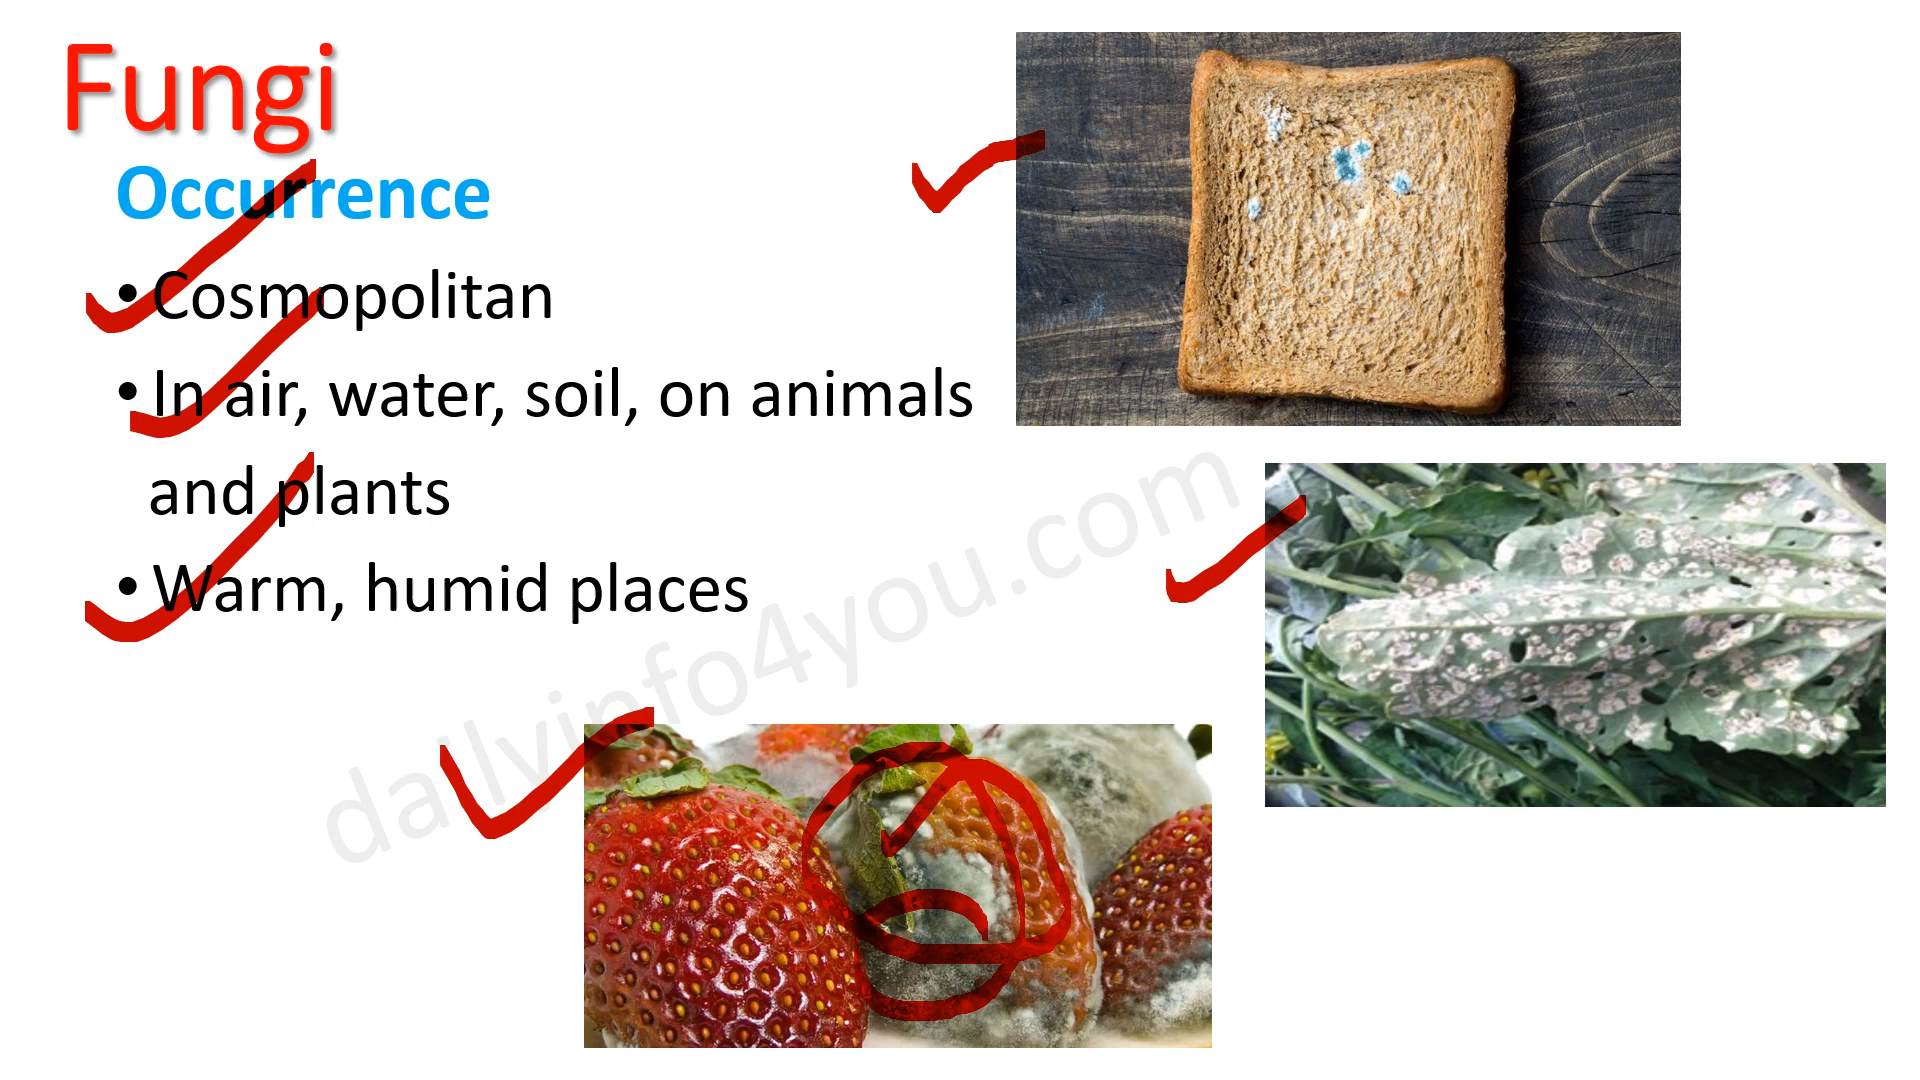 Fungi
Occurrence
• Cosmopolitan
• In air, water, soil, on animals
and plants
• Warm, humid places
dailyinfo4you.com